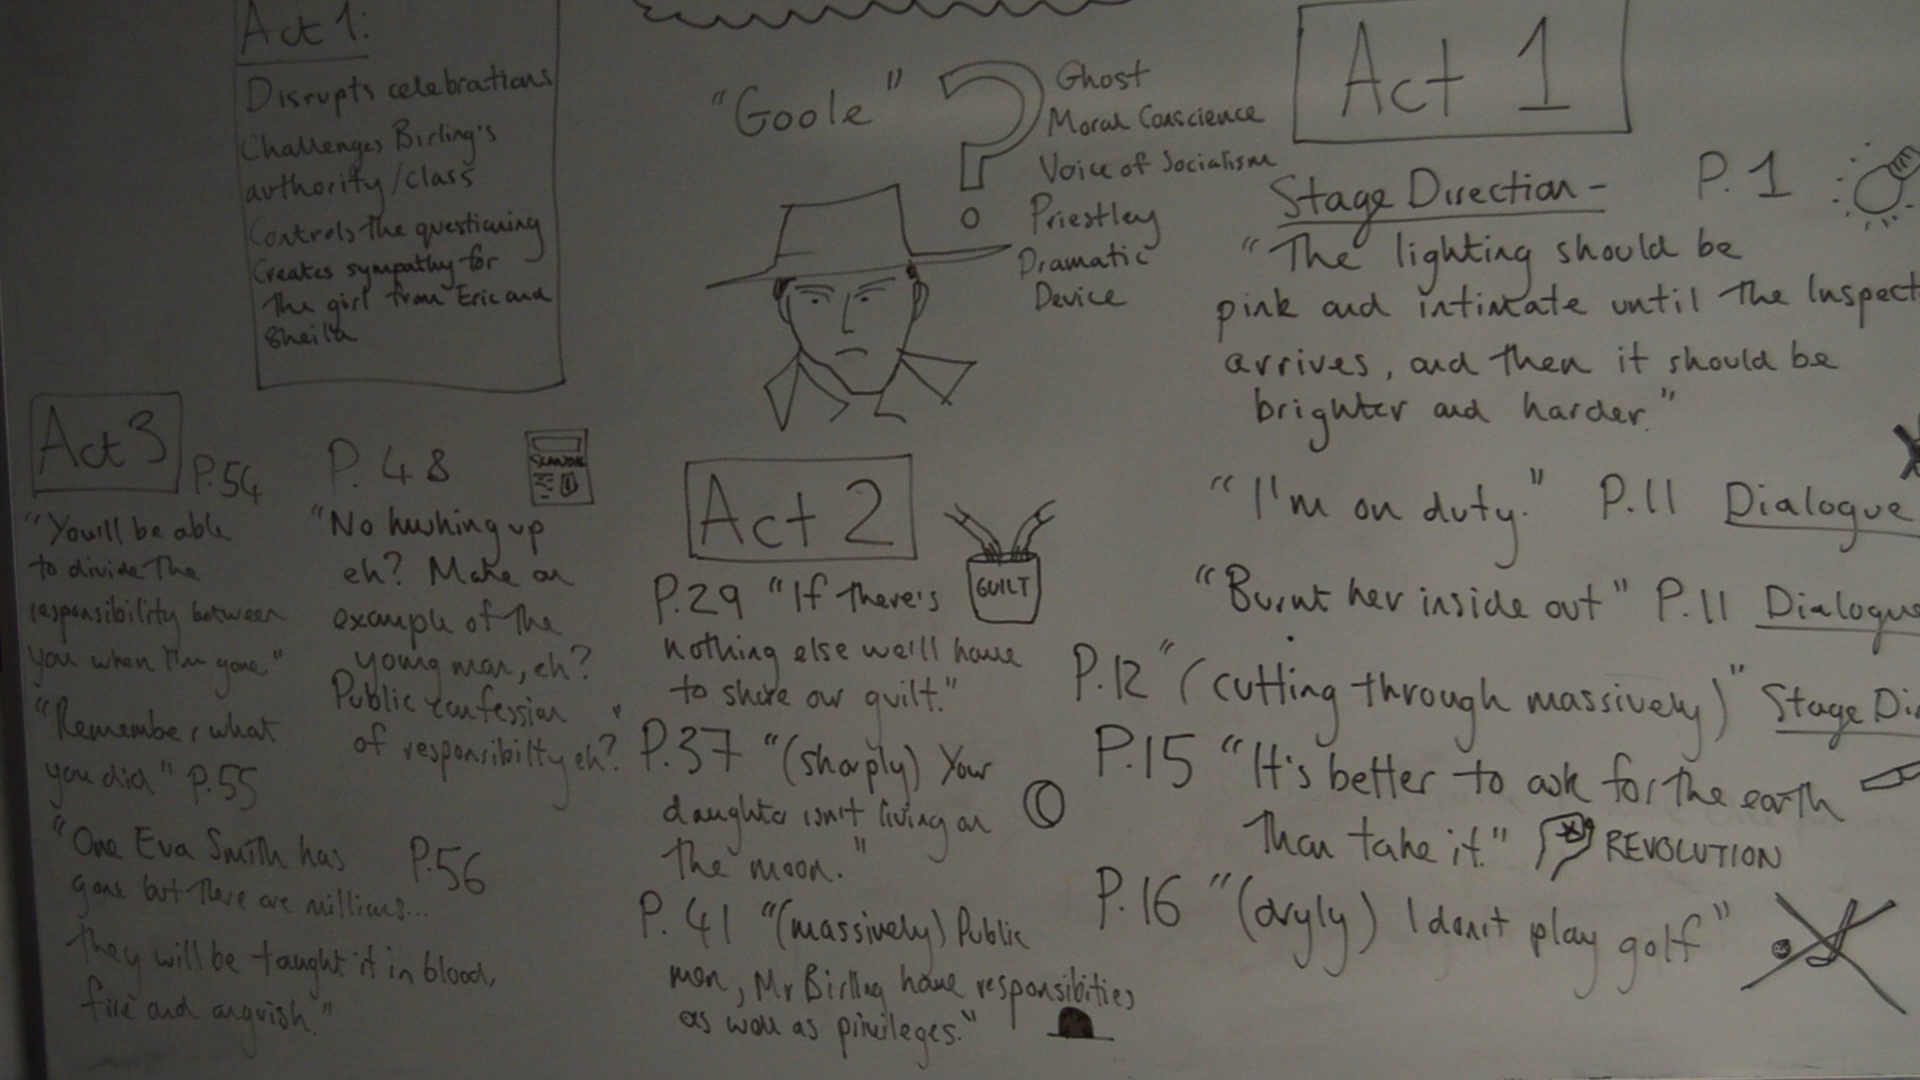 Act 1:
Disrupts celebrations
Challenges Birling's
authority/class
Controls the questioning
Creates sympathy for
the girl from Eric and
Sheila
"Goole" ?
Ghost
Moral Conscience
Voice of Socialism
Priestley
Dramatic
Device
Act 1
Stage Direction - P.1
"The lighting should be
pink and intimate until the Inspect
arrives, and then it should be
brighter and harder."
"I'm on duty." P.11 Dialogue
"Burnt her inside out" P.11 Dialogue
P.12 "(cutting through massively)" Stage Di
P.15 "It's better to ask for the earth
than take it." REVOLUTION
P.16 "(dryly) I don't play golf"
Act 2
GUILT
P.29 "If there's
nothing else we'll have
to share our guilt."
P.37 "(sharply) Your
daughter isn't living on
the moon."
P.41 "(massively) Public
men, Mr Birling have responsibities
as well as privileges."
Act 3
P.54
"You'll be able
to divide the
responsibility between
you when I'm gone."
"Remember what
you did" P.55
"One Eva Smith has P.56
gone but there are millions...
they will be taught it in blood,
fire and anguish."
P.48
SCANDAL
"No hushing up
eh? Make an
example of the
young man, eh?
Public confession
of responsibilty eh?"